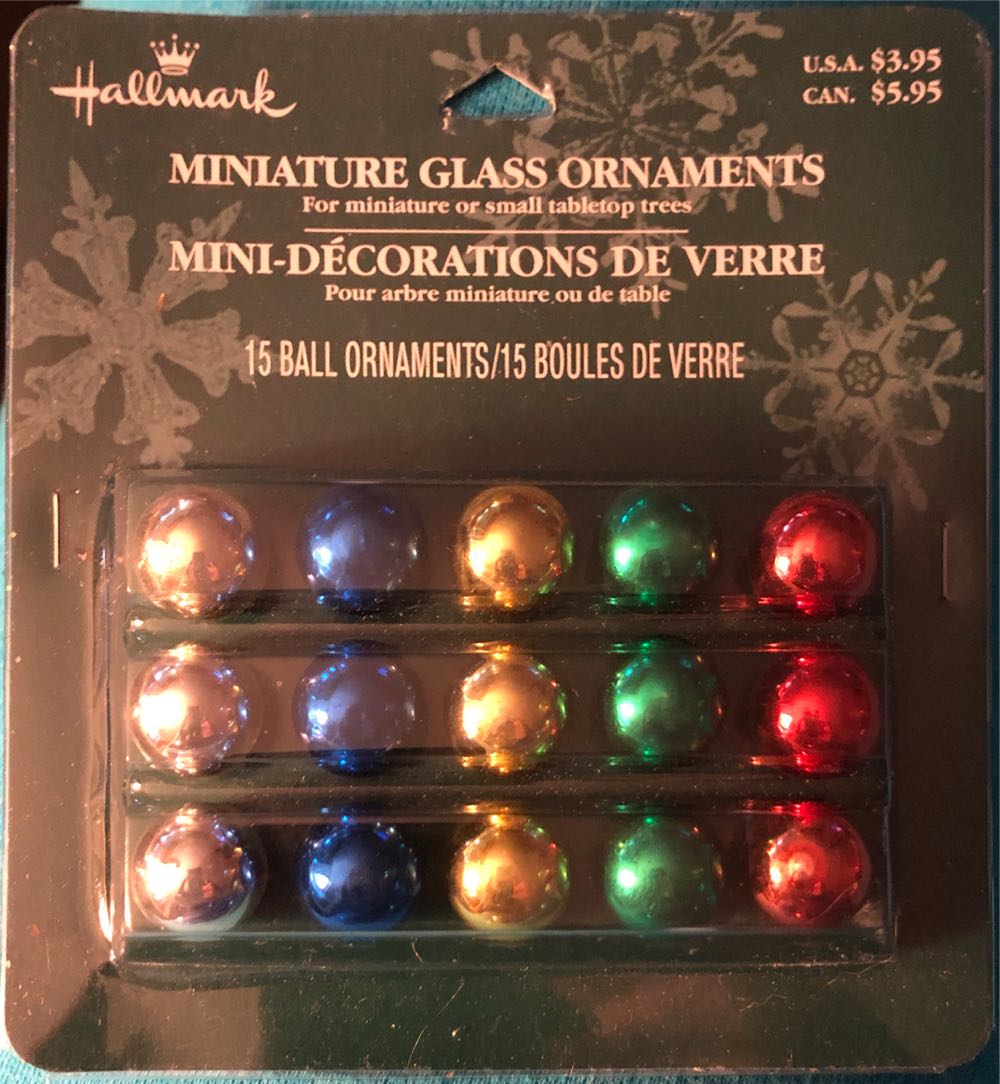 Hallmark
U.S.A. $3.95
CAN. $5.95
MINIATURE GLASS ORNAMENTS
For miniature or small tabletop trees
MINI-DÉCORATIONS DE VERRE
Pour arbre miniature ou de table
15 BALL ORNAMENTS/15 BOULES DE VERRE